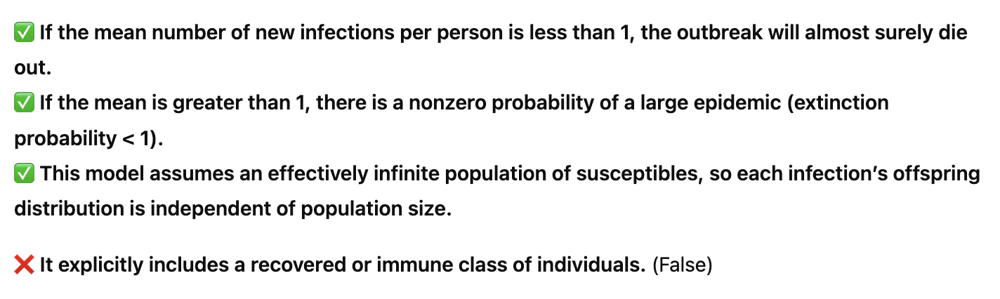 ✅ If the mean number of new infections per person is less than 1, the outbreak will almost surely die
out.
✅ If the mean is greater than 1, there is a nonzero probability of a large epidemic (extinction
probability < 1).
✅ This model assumes an effectively infinite population of susceptibles, so each infection’s offspring
distribution is independent of population size.
❌ It explicitly includes a recovered or immune class of individuals. (False)